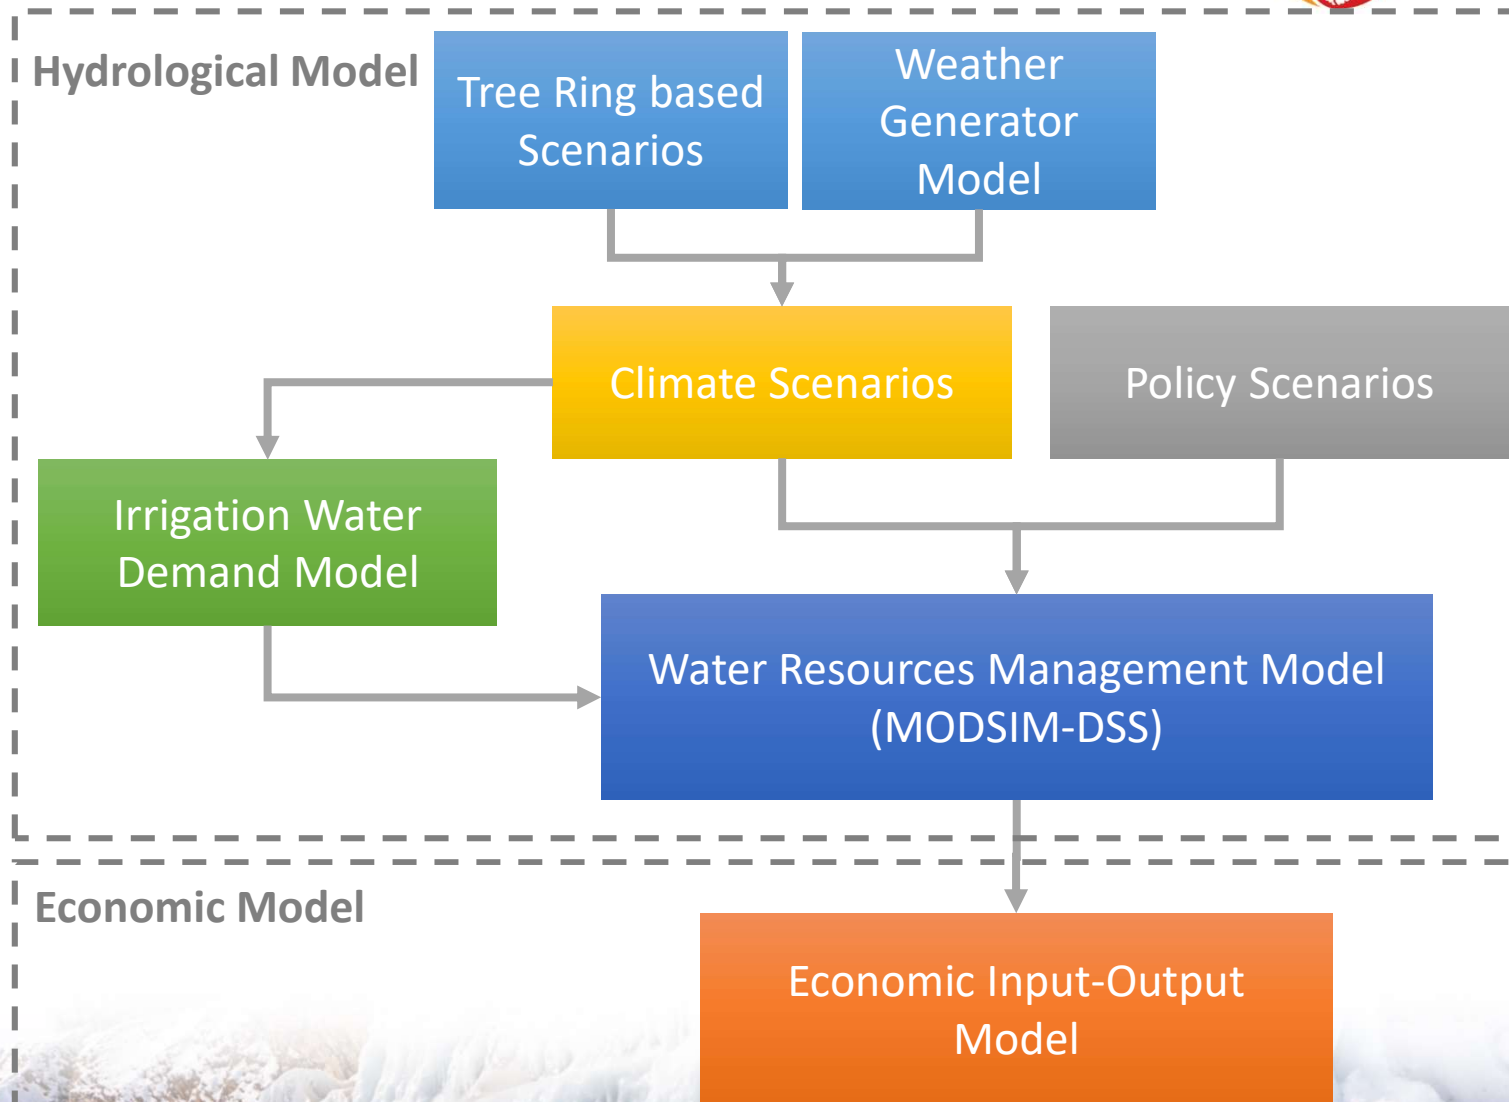 Hydrological Model
Tree Ring based
Scenarios
Weather
Generator
Model
Climate Scenarios
Policy Scenarios
Irrigation Water
Demand Model
Water Resources Management Model
(MODSIM-DSS)
Economic Model
Economic Input-Output
Model